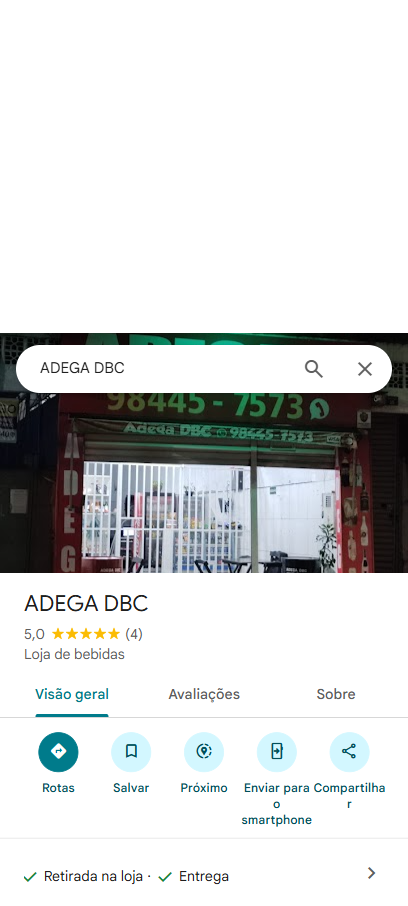 ADEGA DBC
98445-7573
Adega DBC 98445-7573
A
D
E
G
ADEGA DBC
5,0 (4)
Loja de bebidas
Visão geral Avaliações Sobre
Rotas Salvar Próximo Enviar para o smartphone Compartilhar
Retirada na loja · Entrega